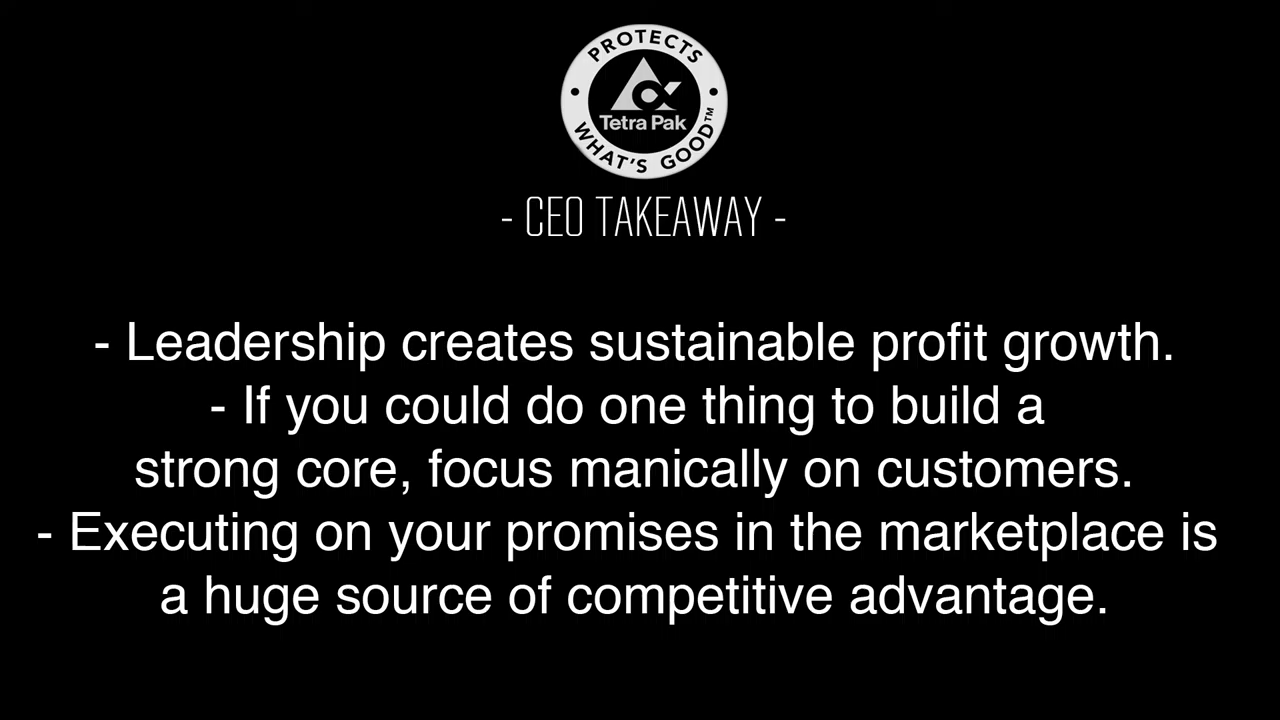 PROTECTS
Tetra Pak
WHAT'S GOOD™
- CEO TAKEAWAY -
- Leadership creates sustainable profit growth.
- If you could do one thing to build a
strong core, focus manically on customers.
- Executing on your promises in the marketplace is
a huge source of competitive advantage.